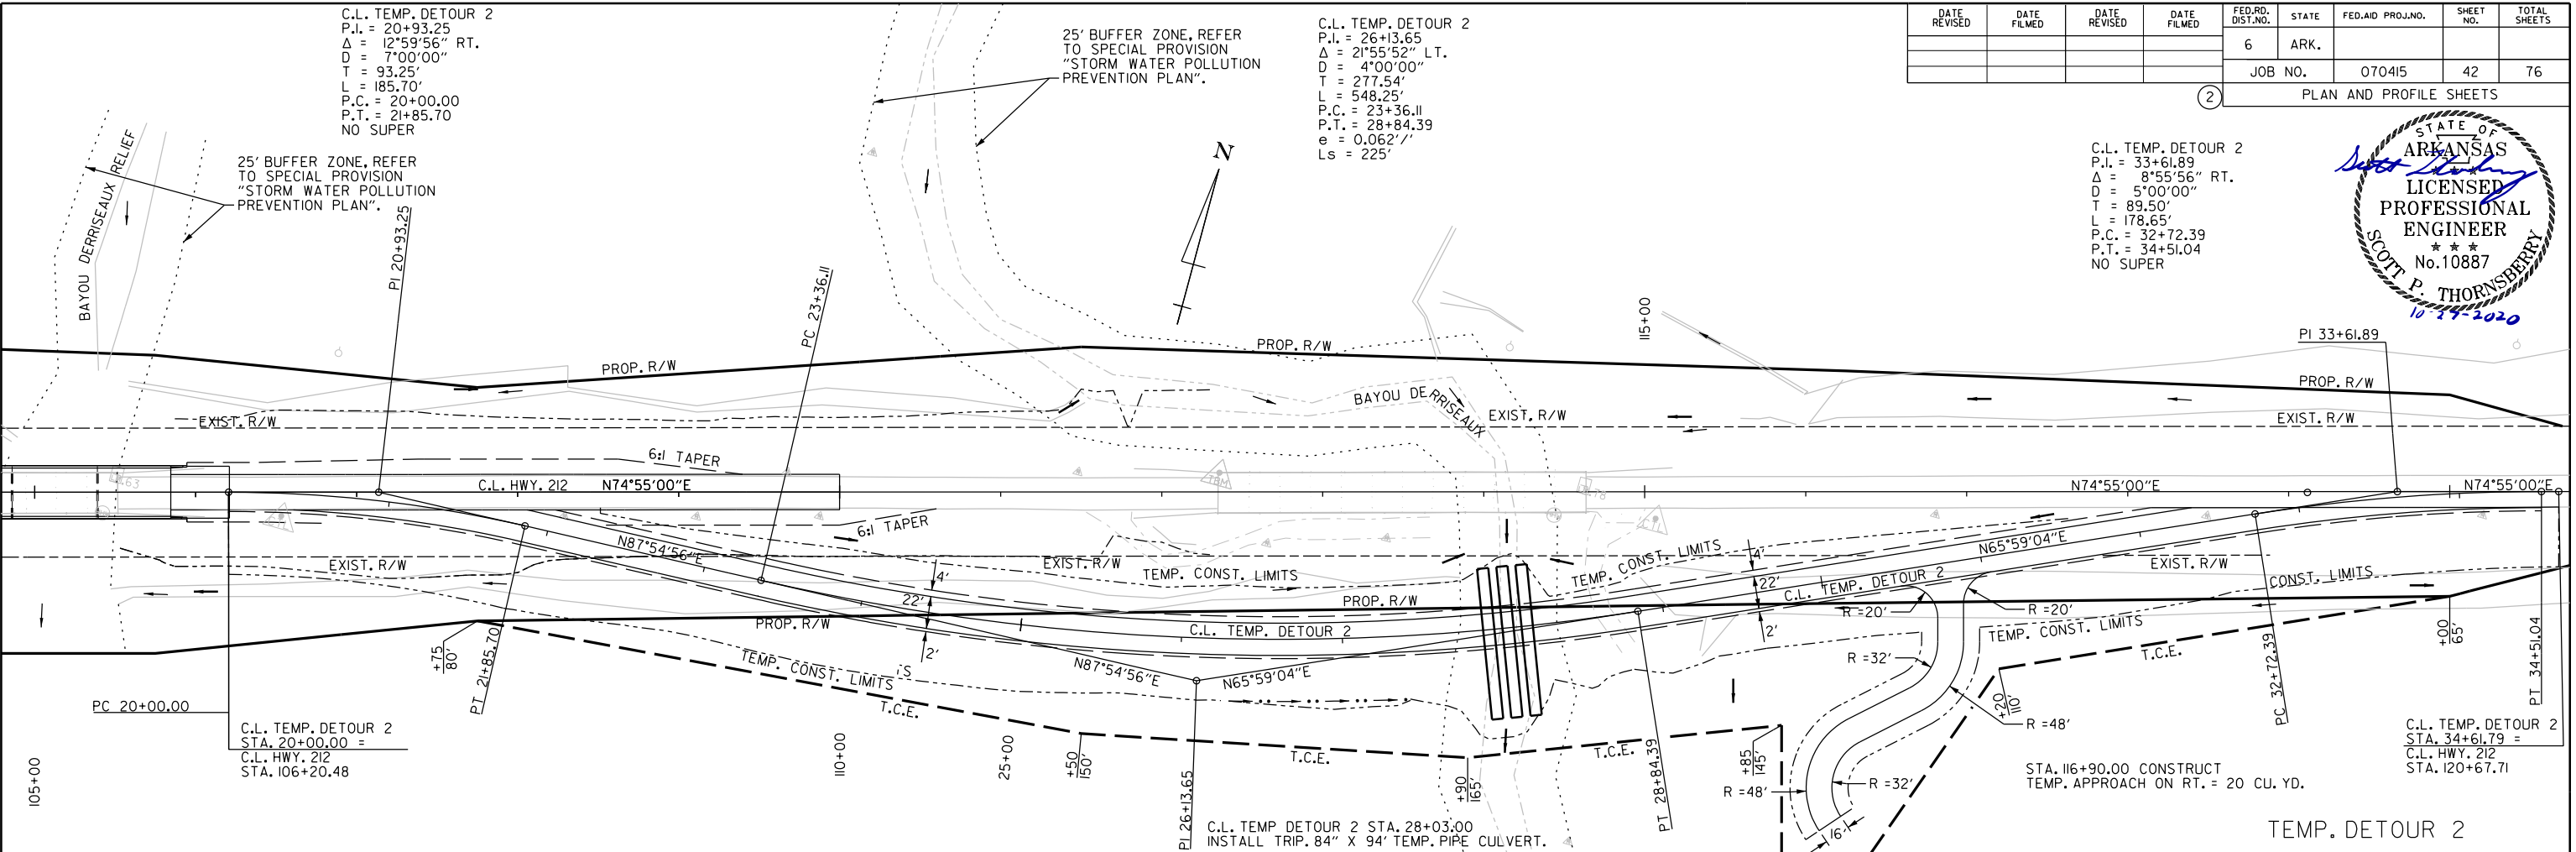 C.L. TEMP. DETOUR 2
P.I. = 20+93.25
Δ = 12°59'56" RT.
D = 7°00'00"
T = 93.25'
L = 185.70'
P.C. = 20+00.00
P.T. = 21+85.70
NO SUPER
25' BUFFER ZONE, REFER
TO SPECIAL PROVISION
"STORM WATER POLLUTION
PREVENTION PLAN".
C.L. TEMP. DETOUR 2
P.I. = 26+13.65
Δ = 21°55'52" LT.
D = 4°00'00"
T = 277.54'
L = 548.25'
P.C. = 23+36.11
P.T. = 28+84.39
e = 0.062'/'
Ls = 225'
DATE REVISED
DATE FILMED
DATE REVISED
DATE FILMED
FED.RD. DIST.NO.
STATE
FED.AID PROJ.NO.
SHEET NO.
TOTAL SHEETS
6 ARK.
JOB NO. 070415 42 76
2 PLAN AND PROFILE SHEETS
C.L. TEMP. DETOUR 2
P.I. = 33+61.89
Δ = 8°55'56" RT.
D = 5°00'00"
T = 89.50'
L = 178.65'
P.C. = 32+72.39
P.T. = 34+51.04
NO SUPER
STATE OF
ARKANSAS
LICENSED
PROFESSIONAL
ENGINEER
No.10887
SCOTT P. THORNSBERRY
10-27-2020
25' BUFFER ZONE, REFER
TO SPECIAL PROVISION
"STORM WATER POLLUTION
PREVENTION PLAN".
BAYOU DERRISEAUX RELIEF
PI 20+93.25
PC 23+36.11
N
115+00
PI 33+61.89
PROP. R/W
PROP. R/W
PROP. R/W
EXIST. R/W
BAYOU DERRISEAUX
EXIST. R/W
EXIST. R/W
6:1 TAPER
C.L. HWY. 212 N74°55'00"E
N74°55'00"E
N74°55'00"E
TBM
6:1 TAPER
N87°54'56"E
EXIST. R/W
EXIST. R/W
TEMP. CONST. LIMITS
TEMP. CONST. LIMITS
4'
N65°59'04"E
EXIST. R/W
CONST. LIMITS
4'
22'
22'
C.L. TEMP. DETOUR 2
PROP. R/W
PROP. R/W
R =20'
R =20'
C.L. TEMP. DETOUR 2
2'
2'
TEMP. CONST. LIMITS
T.C.E.
+75
80'
PT 21+85.70
TEMP. CONST. LIMITS
'S
N87°54'56"E
N65°59'04"E
R =32'
+00
65'
PT 34+51.04
PC 32+72.39
+20
110'
R =48'
T.C.E.
PC 20+00.00
C.L. TEMP. DETOUR 2
STA. 20+00.00 =
C.L. HWY. 212
STA. 106+20.48
105+00
110+00
25+00
+50
150'
T.C.E.
T.C.E.
+90
165'
+85
145'
PI 26+13.65
PT 28+84.39
R =48'
R =32'
16'
C.L. TEMP. DETOUR 2
STA. 34+61.79 =
C.L. HWY. 212
STA. 120+67.71
STA. 116+90.00 CONSTRUCT
TEMP. APPROACH ON RT. = 20 CU. YD.
C.L. TEMP DETOUR 2 STA. 28+03.00
INSTALL TRIP. 84" X 94' TEMP. PIPE CULVERT.
TEMP. DETOUR 2